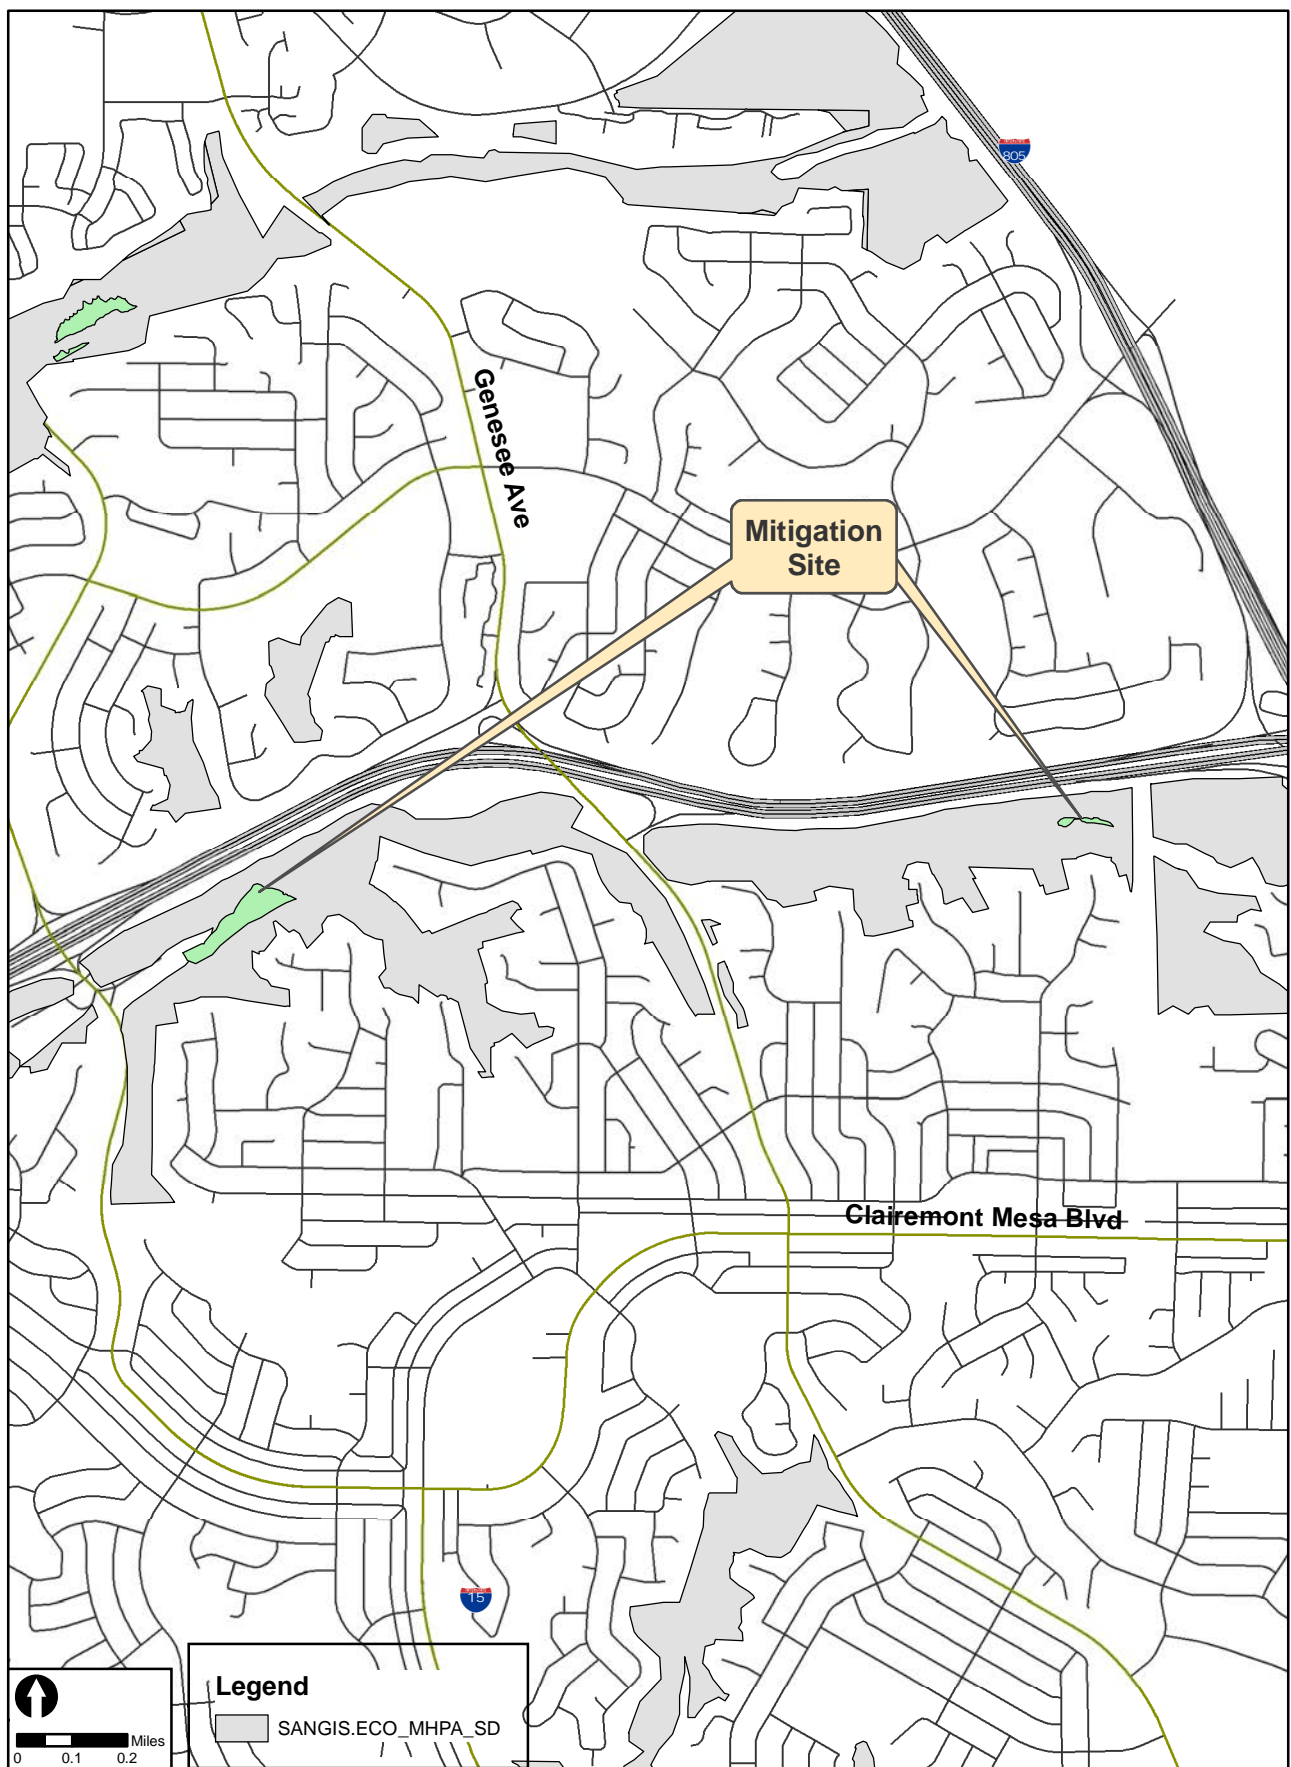 805
Genesee Ave
Mitigation
Site
Clairemont Mesa Blvd
15
Legend
SANGIS.ECO_MHPA_SD
Miles
0 0.1 0.2